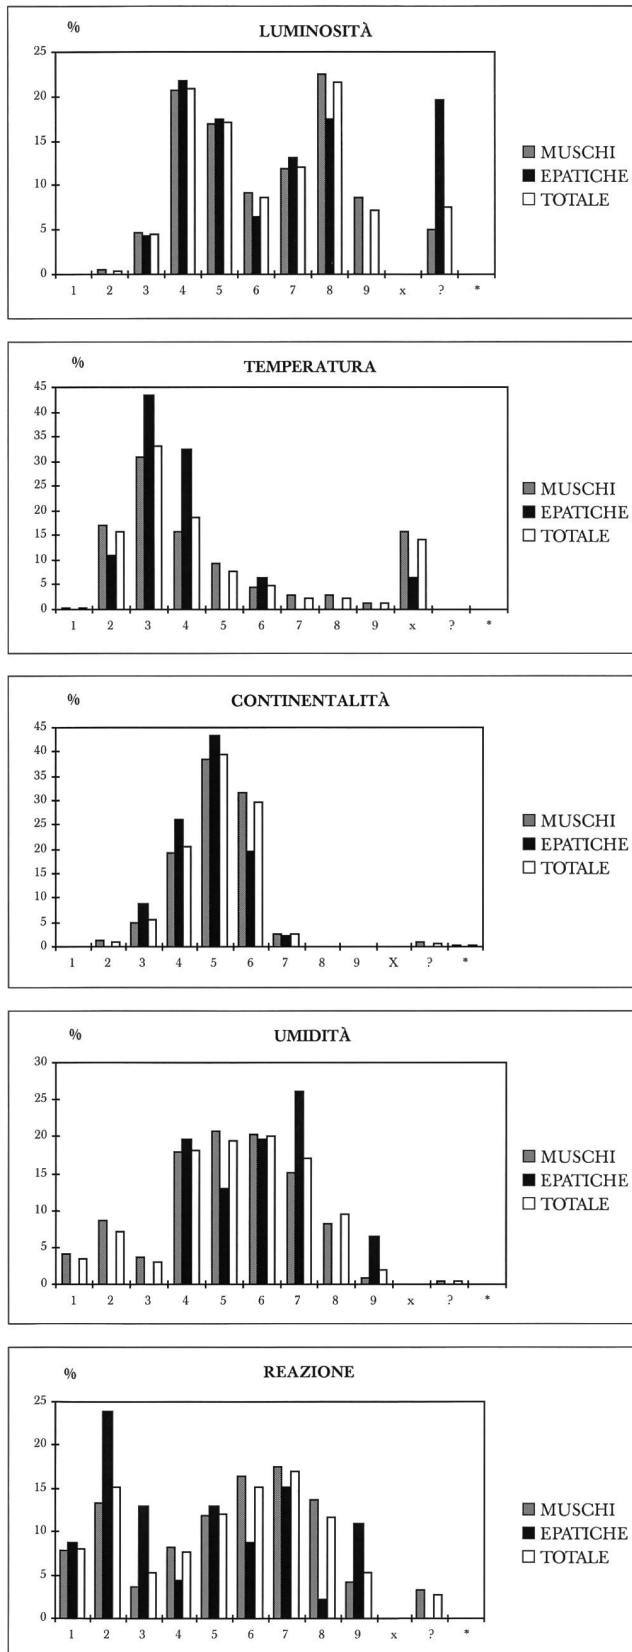 % LUMINOSITÀ
25
20
15
10
5
0
1 2 3 4 5 6 7 8 9 x ? *
MUSCHI
EPATICHE
TOTALE
% TEMPERATURA
45
40
35
30
25
20
15
10
5
0
1 2 3 4 5 6 7 8 9 x ? *
MUSCHI
EPATICHE
TOTALE
% CONTINENTALITÀ
45
40
35
30
25
20
15
10
5
0
1 2 3 4 5 6 7 8 9 X ? *
MUSCHI
EPATICHE
TOTALE
% UMIDITÀ
30
25
20
15
10
5
0
1 2 3 4 5 6 7 8 9 x ? *
MUSCHI
EPATICHE
TOTALE
% REAZIONE
25
20
15
10
5
0
1 2 3 4 5 6 7 8 9 x ? *
MUSCHI
EPATICHE
TOTALE